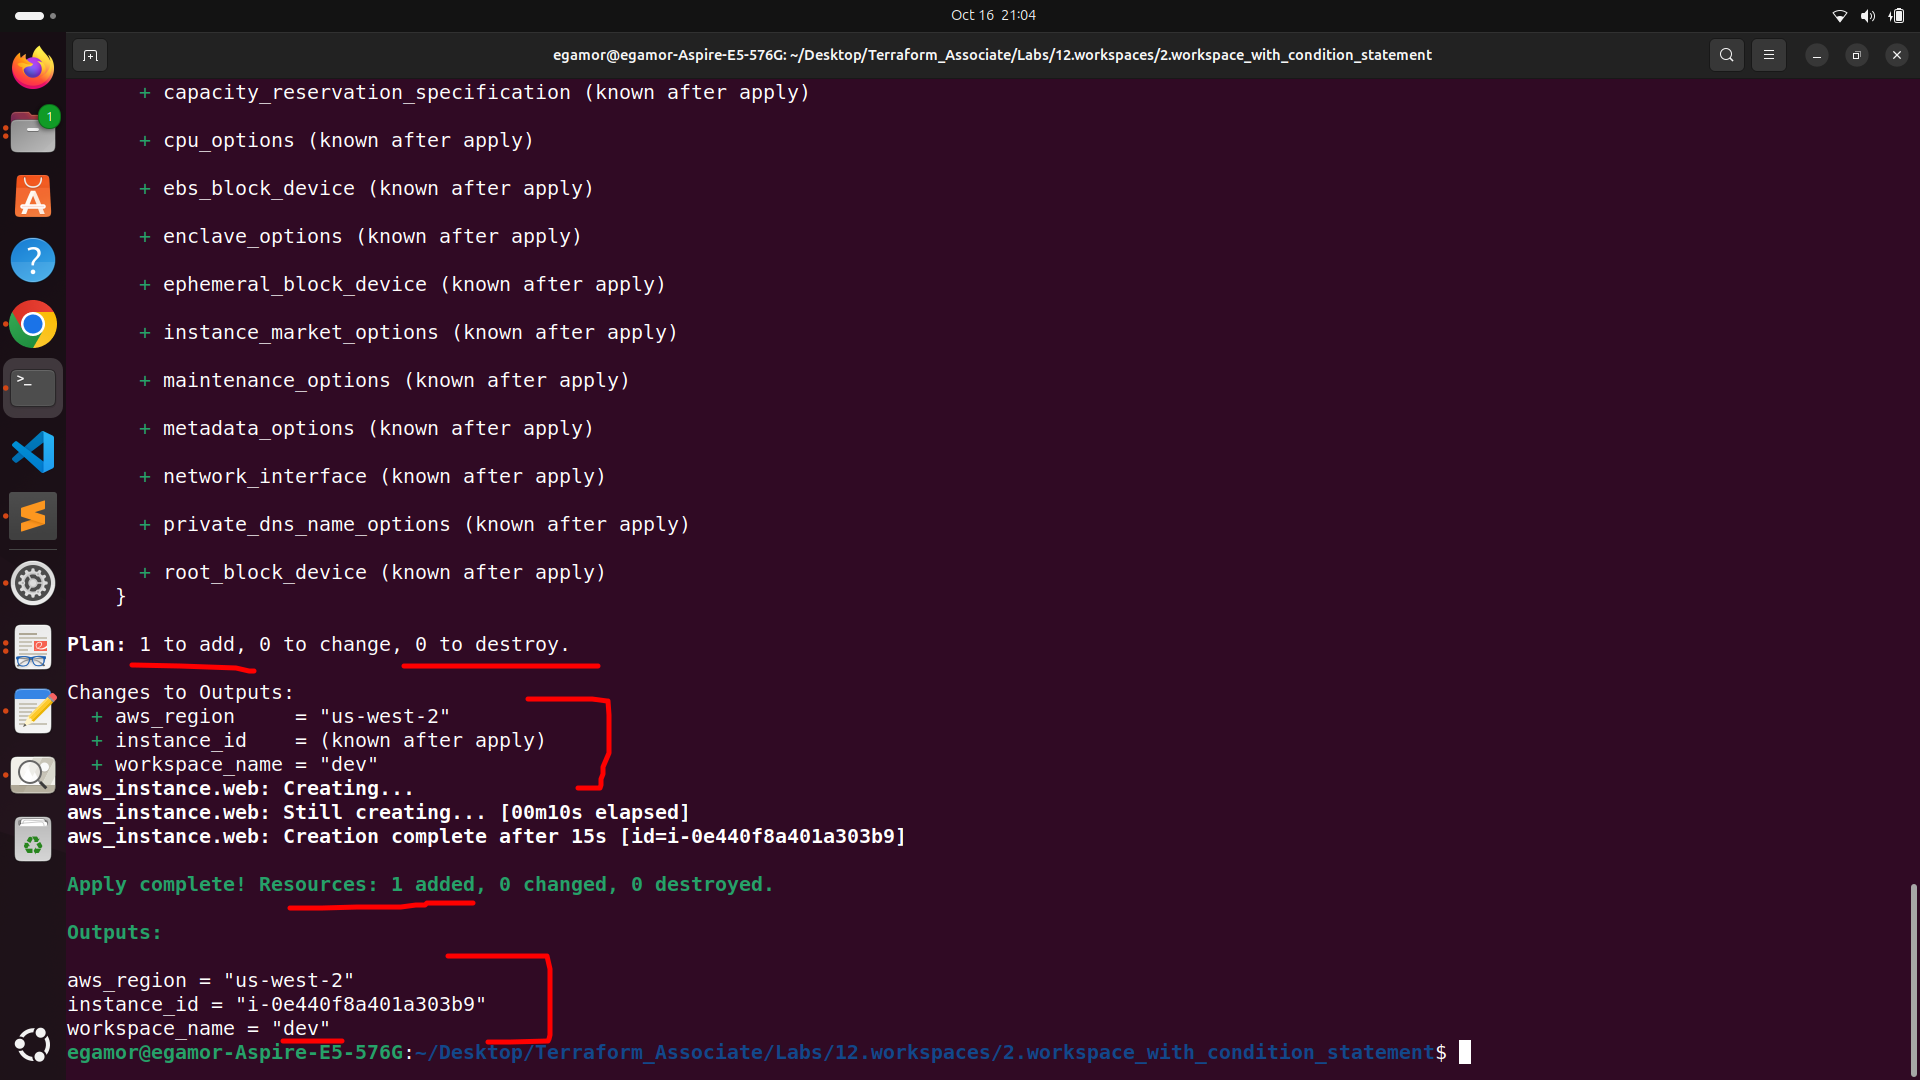 Oct 16 21:04
egamor@egamor-Aspire-E5-576G: ~/Desktop/Terraform_Associate/Labs/12.workspaces/2.workspace_with_condition_statement
1
+ capacity_reservation_specification (known after apply)
+ cpu_options (known after apply)
+ ebs_block_device (known after apply)
+ enclave_options (known after apply)
+ ephemeral_block_device (known after apply)
+ instance_market_options (known after apply)
+ maintenance_options (known after apply)
+ metadata_options (known after apply)
+ network_interface (known after apply)
+ private_dns_name_options (known after apply)
+ root_block_device (known after apply)
}
Plan: 1 to add, 0 to change, 0 to destroy.
Changes to Outputs:
+ aws_region     = "us-west-2"
+ instance_id    = (known after apply)
+ workspace_name = "dev"
aws_instance.web: Creating...
aws_instance.web: Still creating... [00m10s elapsed]
aws_instance.web: Creation complete after 15s [id=i-0e440f8a401a303b9]
Apply complete! Resources: 1 added, 0 changed, 0 destroyed.
Outputs:
aws_region = "us-west-2"
instance_id = "i-0e440f8a401a303b9"
workspace_name = "dev"
egamor@egamor-Aspire-E5-576G:~/Desktop/Terraform_Associate/Labs/12.workspaces/2.workspace_with_condition_statement$